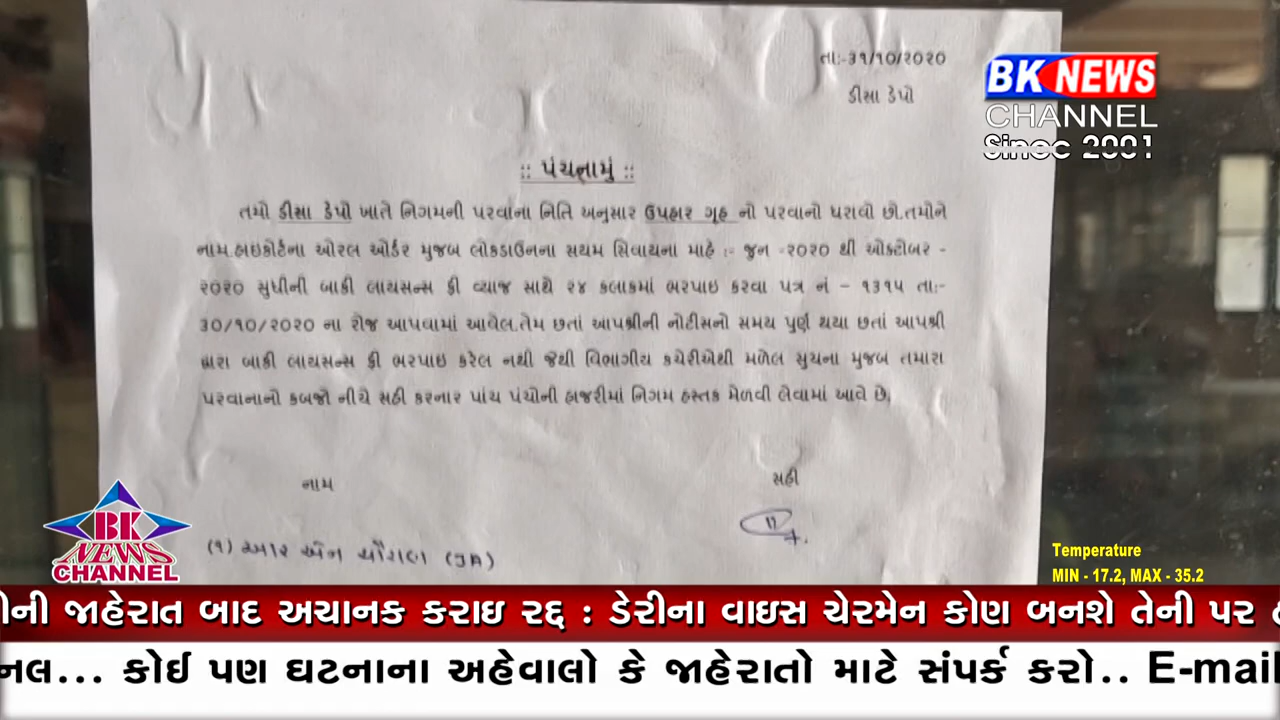 તા:-૩૧/૧૦/૨૦૨૦
ડીસા ડેપો
BK NEWS
CHANNEL
Since 2001
:: પંચનામું ::
તમો ડીસા ડેપો ખાતે નિગમની પરવાના નિતિ અનુસાર ઉપહાર ગૃહ નો પરવાનો ધરાવો છો.તમોને
નામ.હાઇકોર્ટના ઓરલ ઓર્ડર મુજબ લોકડાઉનના સયમ સિવાયના માહે :- જુન -૨૦૨૦ થી ઓક્ટોબર -
૨૦૨૦ સુધીની બાકી લાયસન્સ ફી વ્યાજ સાથે ૨૪ કલાકમાં ભરપાઇ કરવા પત્ર નં - ૧૩૧૫ તા:-
30/૧૦/૨૦૨૦ ના રોજ આપવામાં આવેલ.તેમ છતાં આપશ્રીની નોટીસનો સમય પુર્ણ થયા છતાં આપશ્રી
ધ્રારા બાકી લાયસન્સ ફી ભરપાઇ કરેલ નથી જેથી વિભાગીય કચેરીએથી મળેલ સુચના મુજબ તમારા
પરવાનાનો કબજો નીચે સહી કરનાર પાંચ પંચોની હાજરીમાં નિગમ હસ્તક મેળવી લેવામાં આવે છે.
નામ
સહી
(૧) આર એન ચૌરાલા (JA)
BK
NEWS
CHANNEL
Temperature
MIN - 17.2, MAX - 35.2
ીની જાહેરાત બાદ અચાનક કરાઇ રદ્દ : ડેરીના વાઇસ ચેરમેન કોણ બનશે તેની પર
નલ... કોઈ પણ ઘટનાના અહેવાલો કે જાહેરાતો માટે સંપર્ક કરો.. E-mail